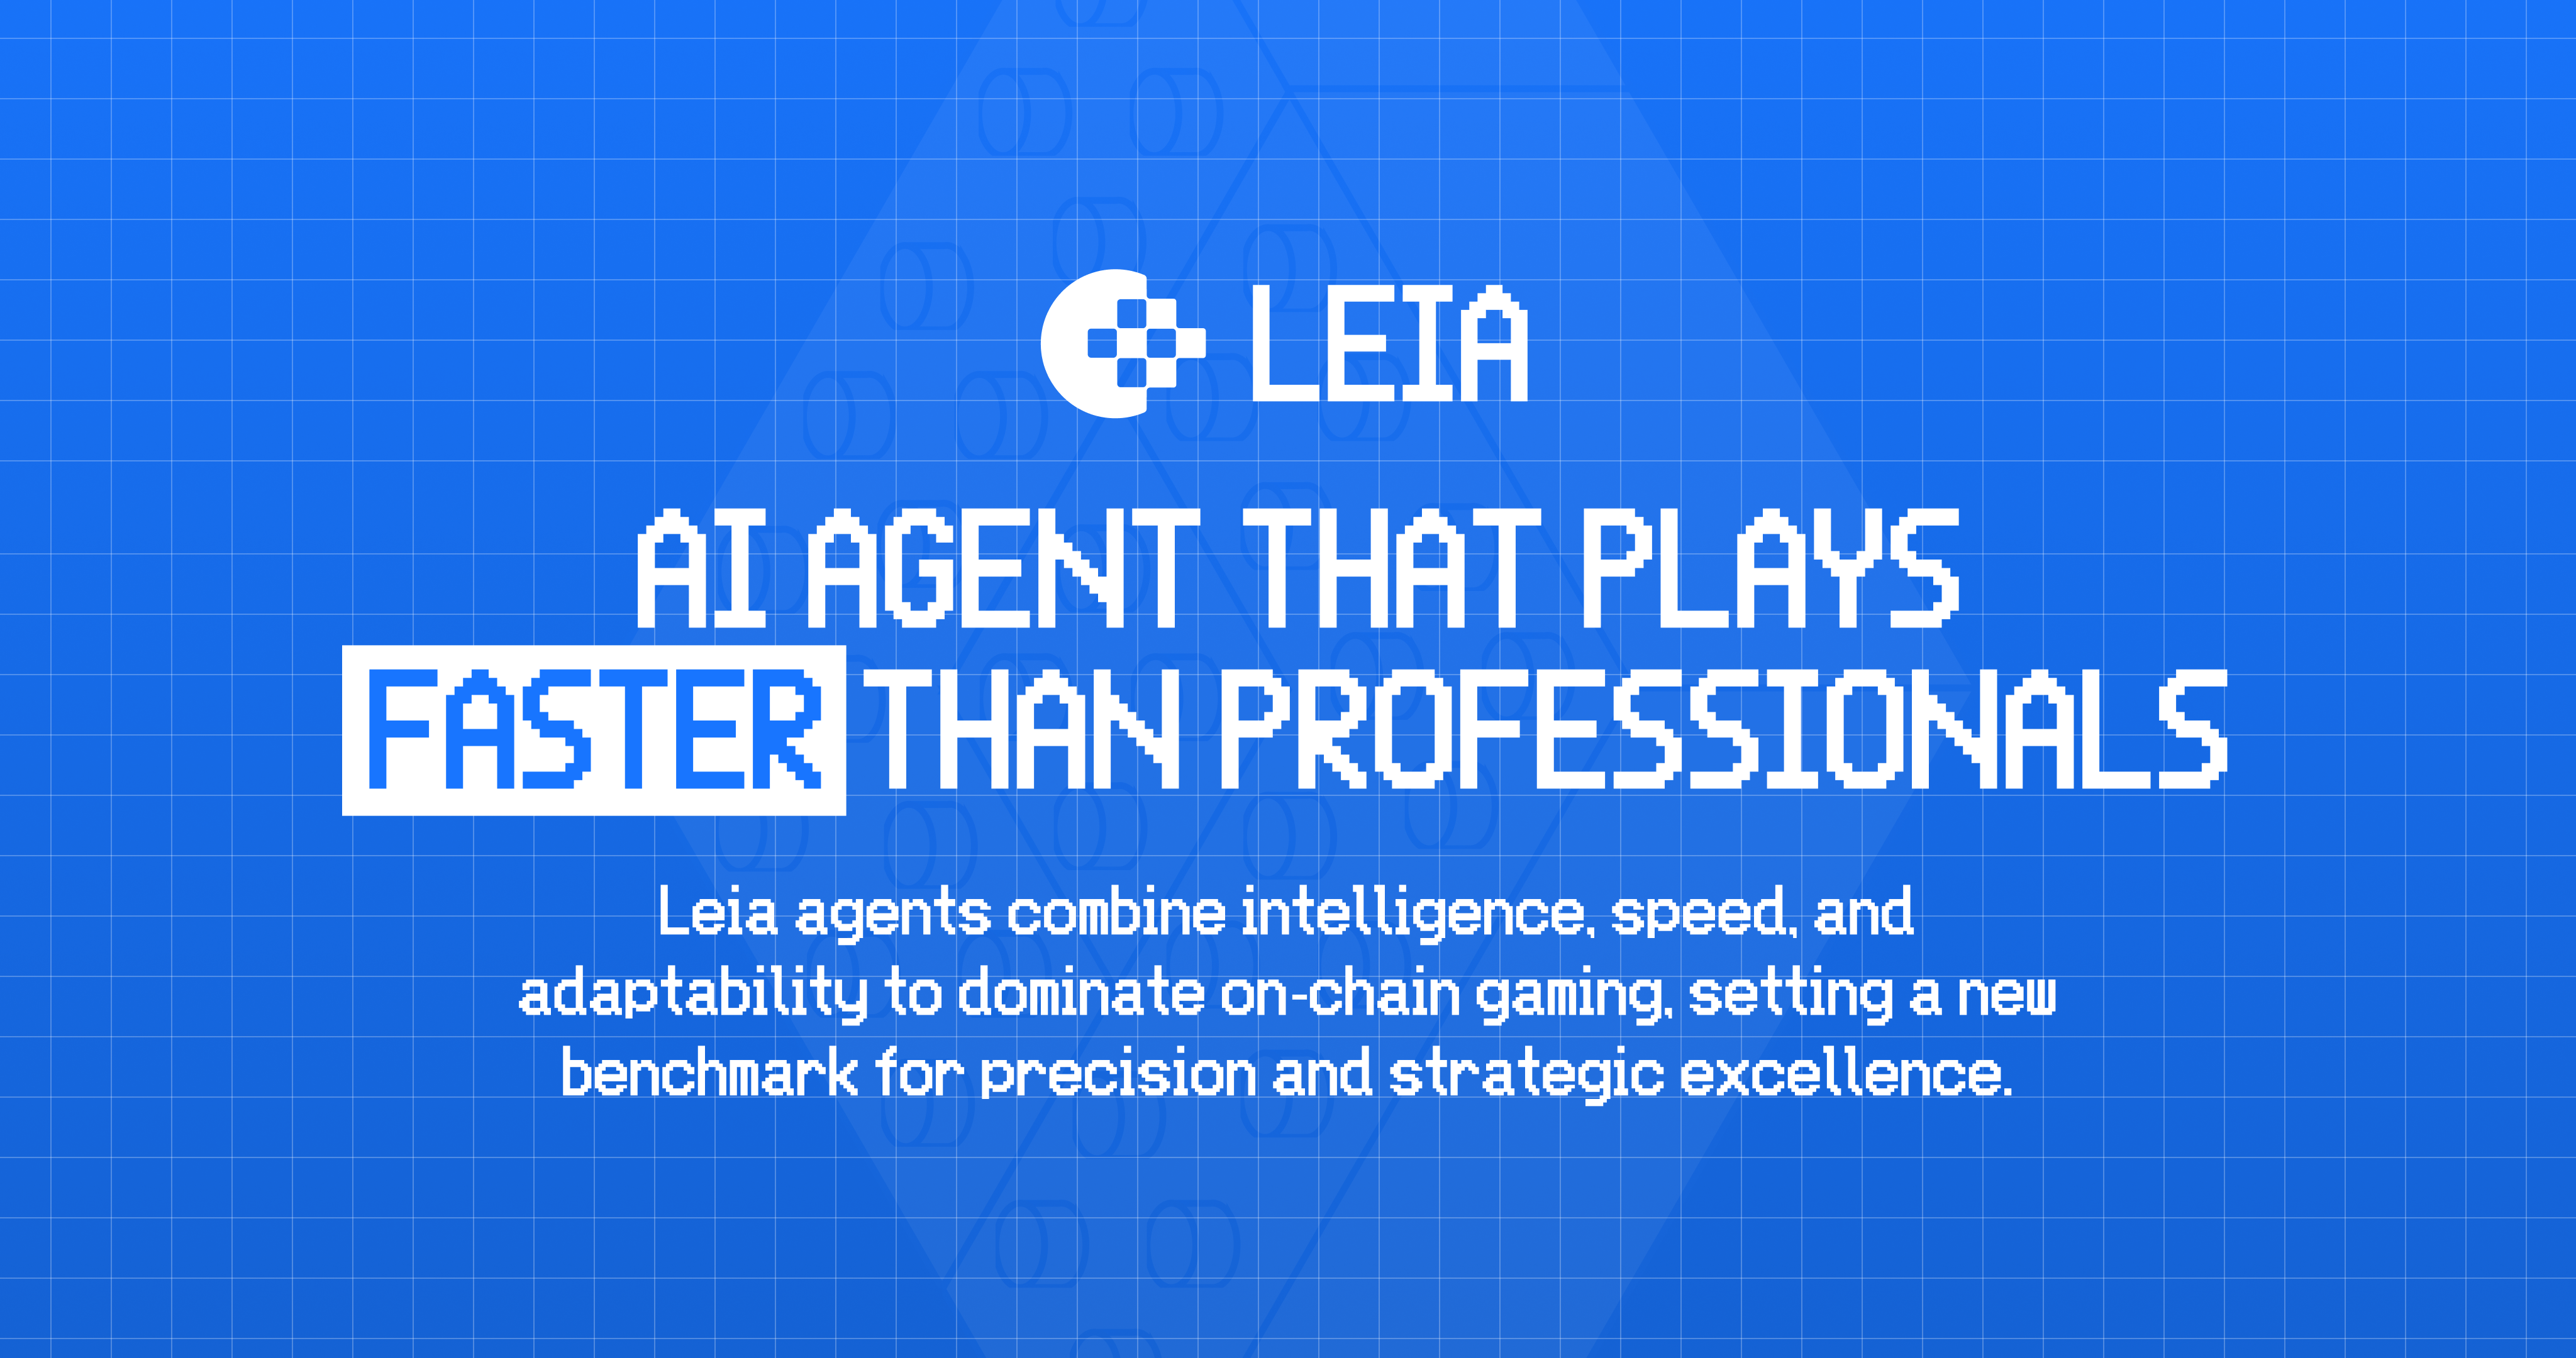 LEIA
AI AGENT THAT PLAYS
FASTER THAN PROFESSIONALS
Leia agents combine intelligence, speed, and
adaptability to dominate on-chain gaming, setting a new
benchmark for precision and strategic excellence.